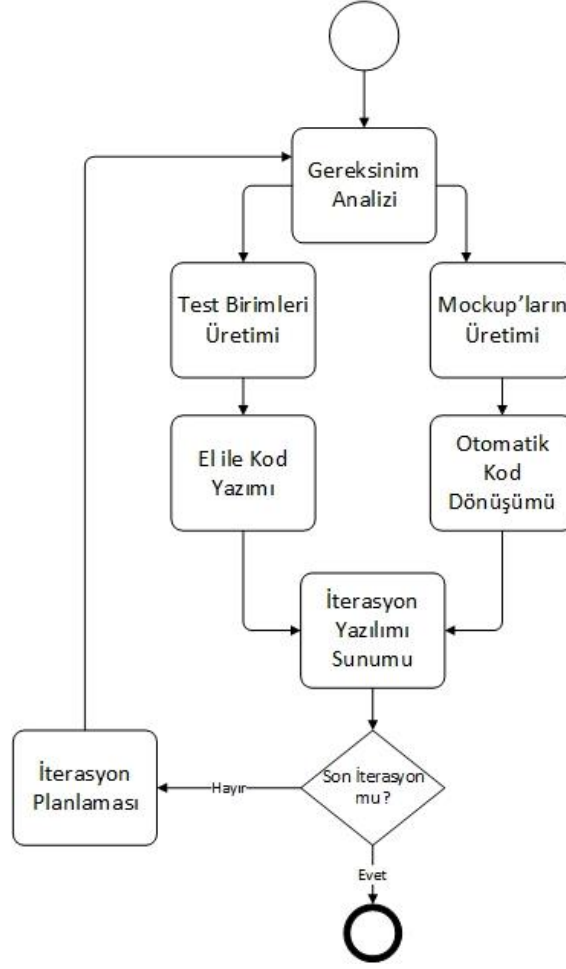 Gereksinim
Analizi
Test Birimleri
Üretimi
Mockup'ların
Üretimi
El ile Kod
Yazımı
Otomatik
Kod
Dönüşümü
İterasyon
Yazılımı
Sunumu
Son İterasyon
mu?
Hayır
İterasyon
Planlaması
Evet